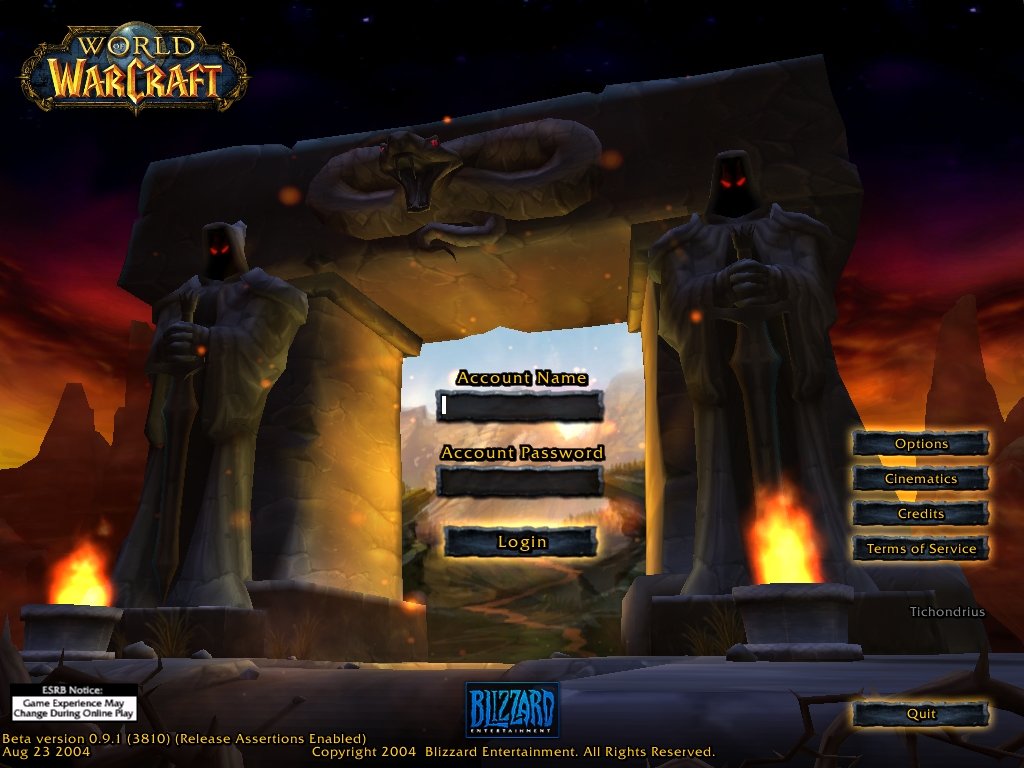 WORLD
OF
WARCRAFT
Account Name
Account Password
Login
Options
Cinematics
Credits
Terms of Service
Tichondrius
Quit
ESRB Notice:
Game Experience May
Change During Online Play
BLIZZARD
ENTERTAINMENT
Beta version 0.9.1 (3810) (Release Assertions Enabled)
Aug 23 2004
Copyright 2004 Blizzard Entertainment. All Rights Reserved.